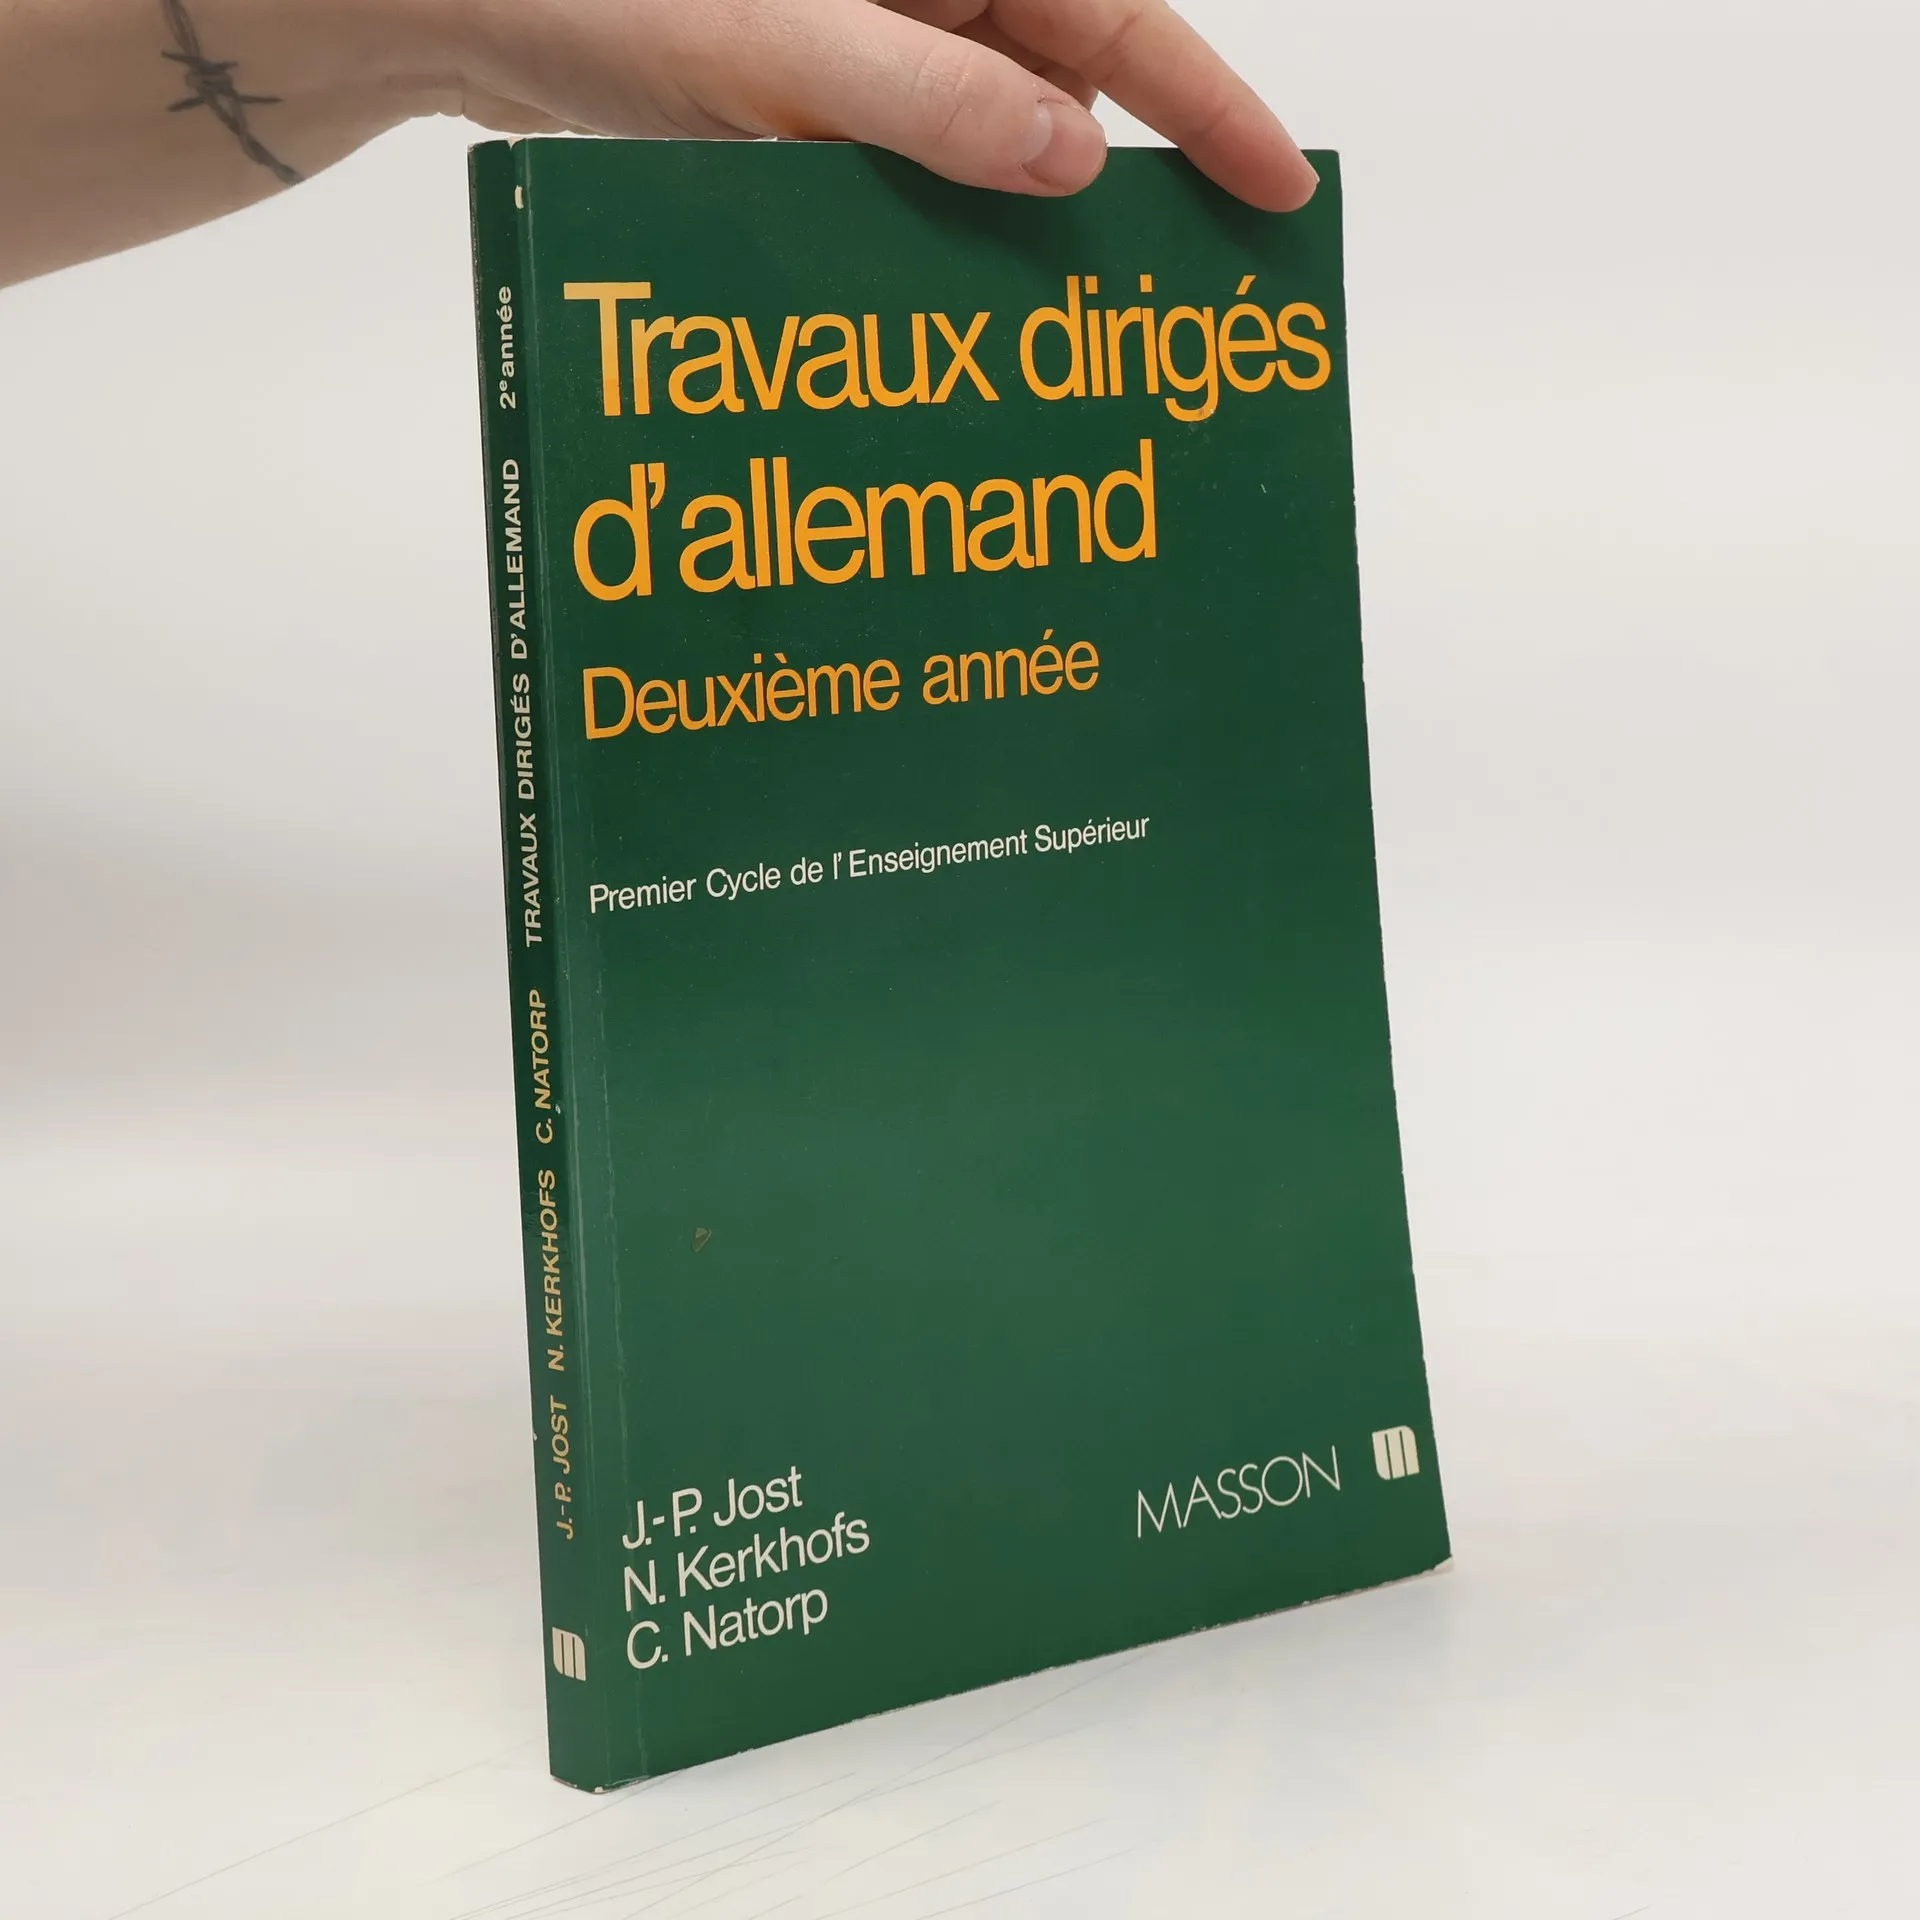 Travaux dirigés
d'allemand
Deuxième année
Premier Cycle de l'Enseignement Supérieur
J.-P. Jost
N. Kerkhofs
C. Natorp
MASSON m
J.-P. JOST N. KERKHOFS C. NATORP TRAVAUX DIRIGÉS D'ALLEMAND 2e année
m